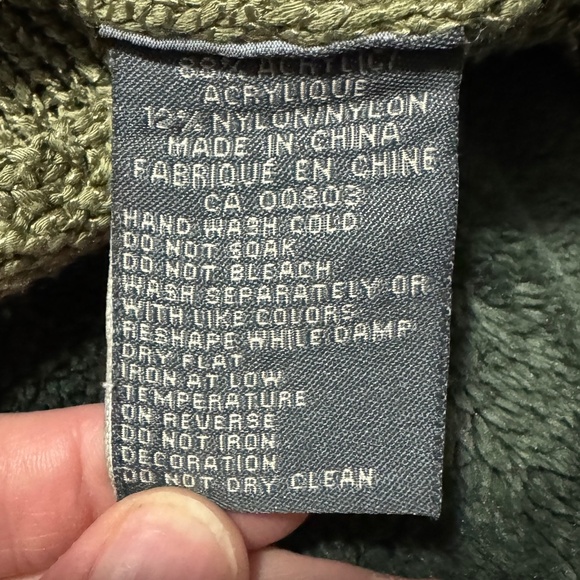 88% ACRYLIC/
ACRYLIQUE
12% NYLON/NYLON
MADE IN CHINA
FABRIQUÉ EN CHINE
CA 00803
HAND WASH COLD
DO NOT SOAK
DO NOT BLEACH
WASH SEPARATELY OR
WITH LIKE COLORS
RESHAPE WHILE DAMP
DRY FLAT
IRON AT LOW
TEMPERATURE
ON REVERSE
DO NOT IRON
DECORATION
DO NOT DRY CLEAN